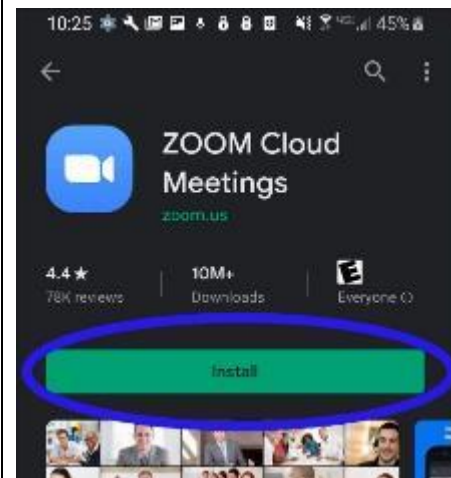 10:25 45%
ZOOM Cloud
Meetings
zoom.us
4.4★ 10M+ E
78K reviews Downloads Everyone
Install